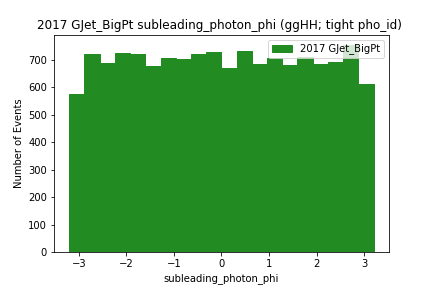 2017 GJet_BigPt subleading_photon_phi (ggHH; tight pho_id)
2017 GJet_BigPt
Number of Events
700
600
500
400
300
200
100
0
−3 −2 −1 0 1 2 3
subleading_photon_phi